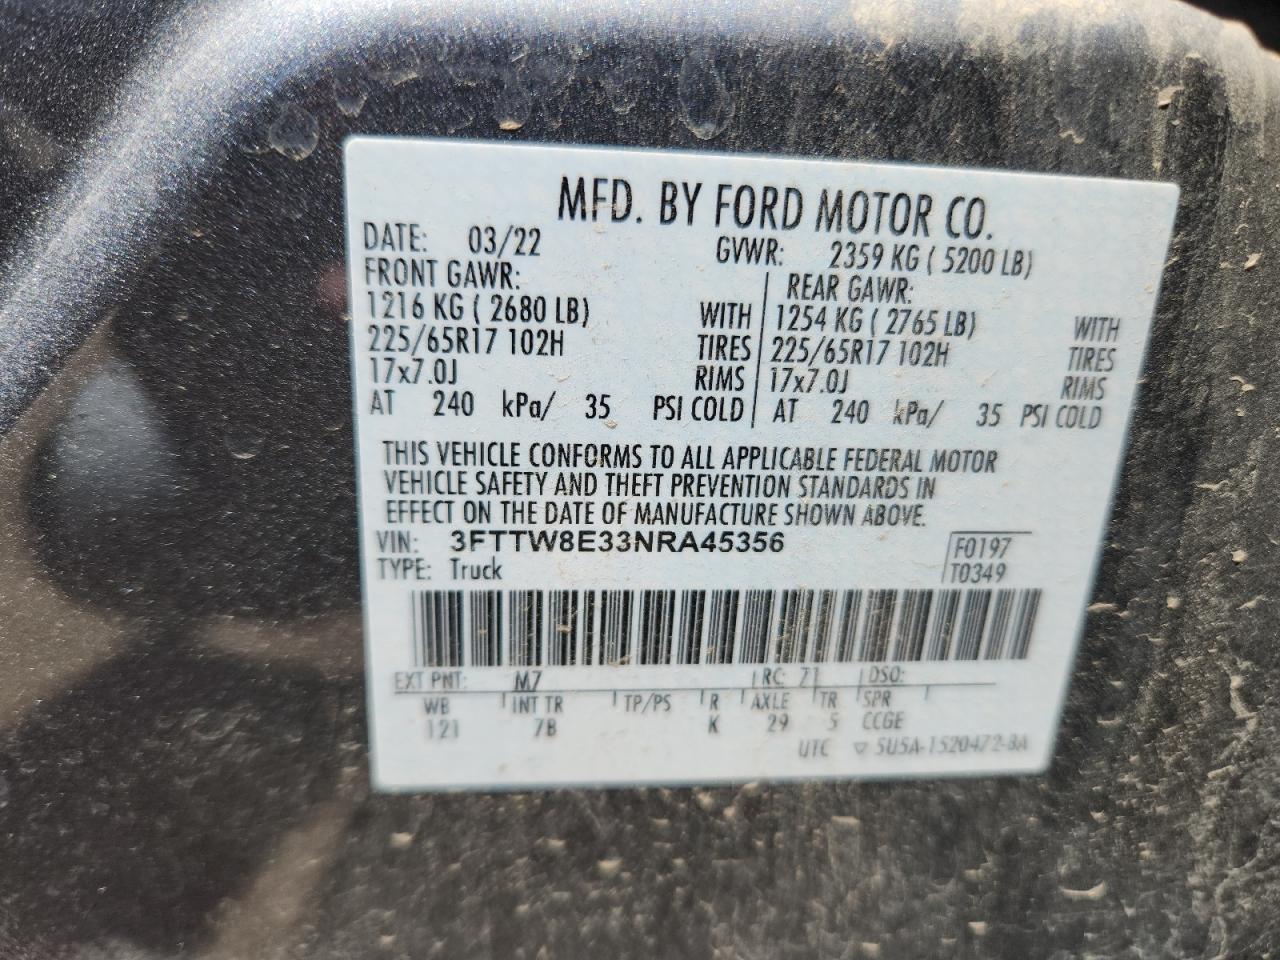 MFD. BY FORD MOTOR CO.
DATE: 03/22 GVWR: 2359 KG ( 5200 LB)
FRONT GAWR: REAR GAWR:
1216 KG ( 2680 LB) WITH 1254 KG ( 2765 LB) WITH
225/65R17 102H TIRES 225/65R17 102H TIRES
17x7.0J RIMS 17x7.0J RIMS
AT 240 kPa/ 35 PSI COLD AT 240 kPa/ 35 PSI COLD
THIS VEHICLE CONFORMS TO ALL APPLICABLE FEDERAL MOTOR
VEHICLE SAFETY AND THEFT PREVENTION STANDARDS IN
EFFECT ON THE DATE OF MANUFACTURE SHOWN ABOVE.
VIN: 3FTTW8E33NRA45356 F0197
TYPE: Truck T0349
EXT PNT: M7 RC: 71 DSO:
WB INT TR TP/PS R AXLE TR SPR
121 7B K 29 5 CCGE
UTC ▽ 5U5A-1520472-BA